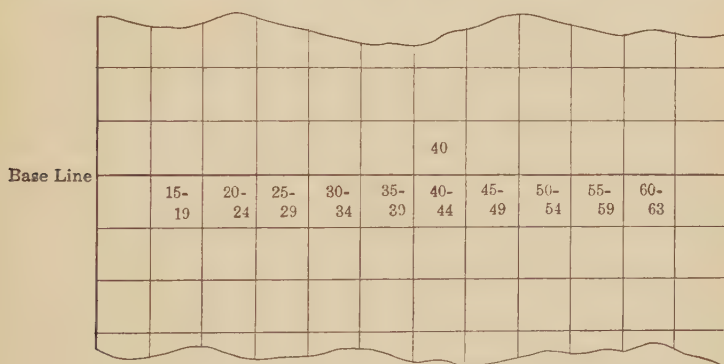 40
Base Line
15- 20- 25- 30- 35- 40- 45- 50- 55- 60-
19 24 29 34 39 44 49 54 59 63